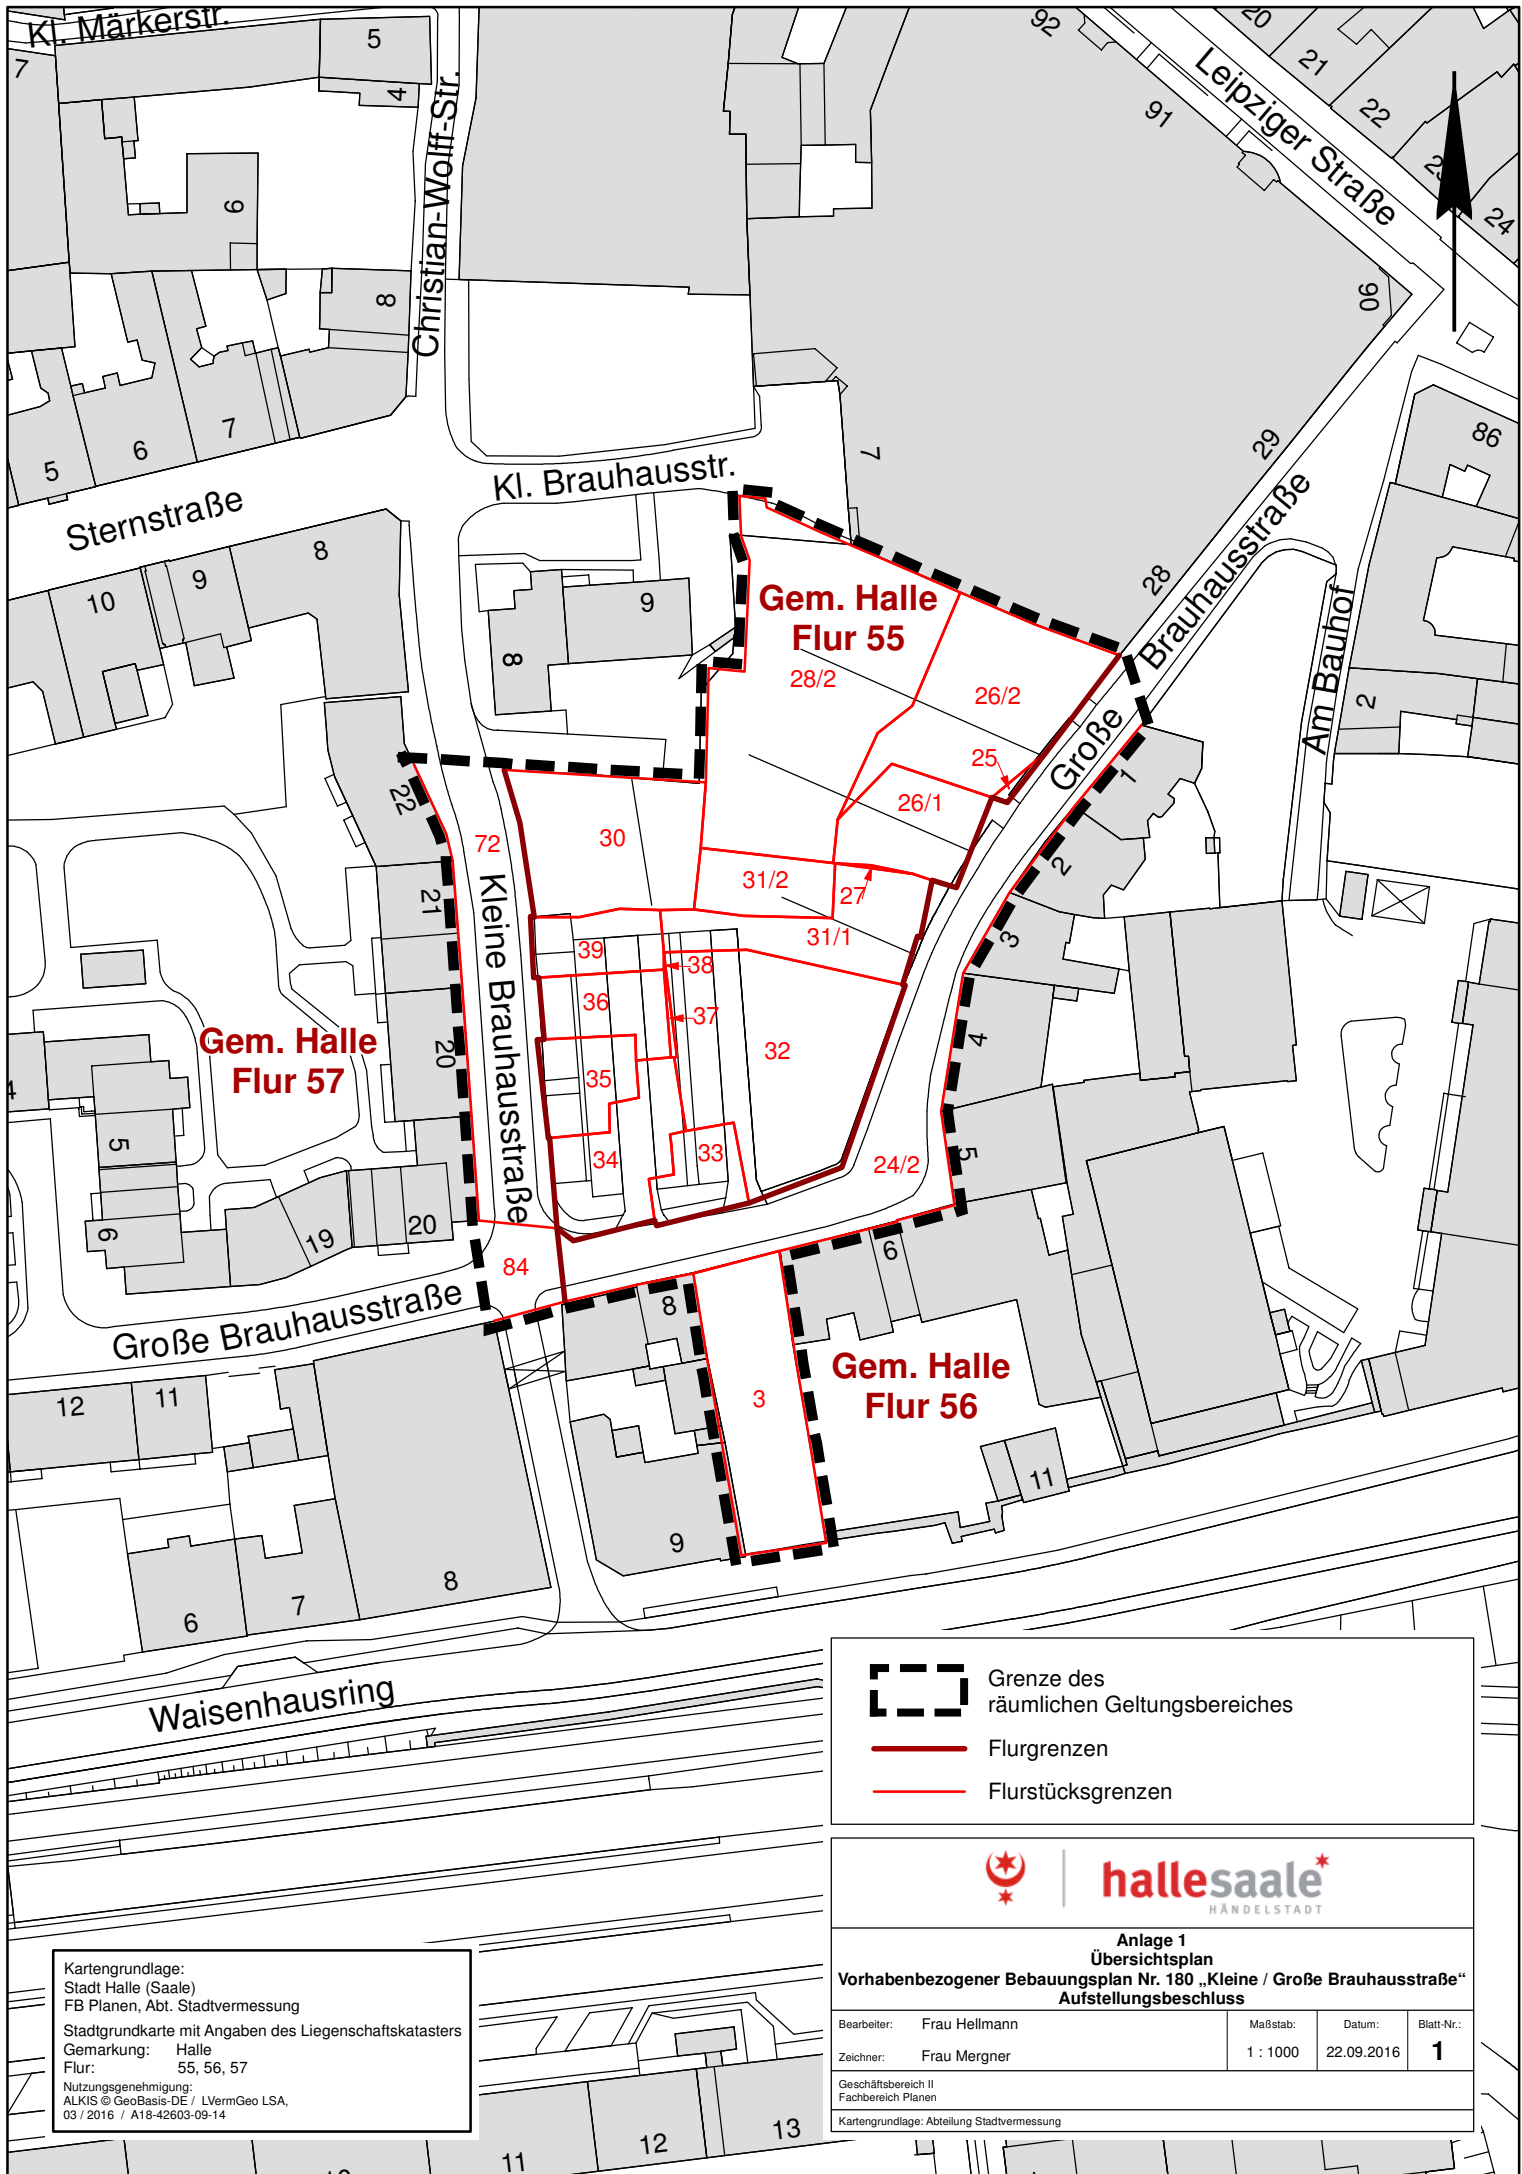 Kl. Märkerstr.
5
7
4
Christian-Wolff-Str.
6
8
5
6
7
Sternstraße
Kl. Brauhausstr.
7
92
91
Leipziger Straße
20
21
22
24
90
29
28
86
Große Brauhausstraße
Am Bauhof
2
10
9
8
8
9
Gem. Halle
Flur 55
28/2
26/2
25
26/1
30
72
31/2
27
31/1
39
38
36
37
35
32
34
33
24/2
84
3
22
21
20
Kleine Brauhausstraße
Gem. Halle
Flur 57
5
6
19
20
1
2
3
4
5
6
8
Große Brauhausstraße
12
11
Gem. Halle
Flur 56
11
9
8
7
6
Waisenhausring
Grenze des
räumlichen Geltungsbereiches
Flurgrenzen
Flurstücksgrenzen
hallesaale
HÄNDELSTADT
Anlage 1
Übersichtsplan
Vorhabenbezogener Bebauungsplan Nr. 180 „Kleine / Große Brauhausstraße“
Aufstellungsbeschluss
Bearbeiter: Frau Hellmann
Zeichner: Frau Mergner
Maßstab:
1 : 1000
Datum:
22.09.2016
Blatt-Nr.:
1
Geschäftsbereich II
Fachbereich Planen
Kartengrundlage: Abteilung Stadtvermessung
Kartengrundlage:
Stadt Halle (Saale)
FB Planen, Abt. Stadtvermessung
Stadtgrundkarte mit Angaben des Liegenschaftskatasters
Gemarkung: Halle
Flur: 55, 56, 57
Nutzungsgenehmigung:
ALKIS © GeoBasis-DE / LVermGeo LSA,
03 / 2016 / A18-42603-09-14
11
12
13